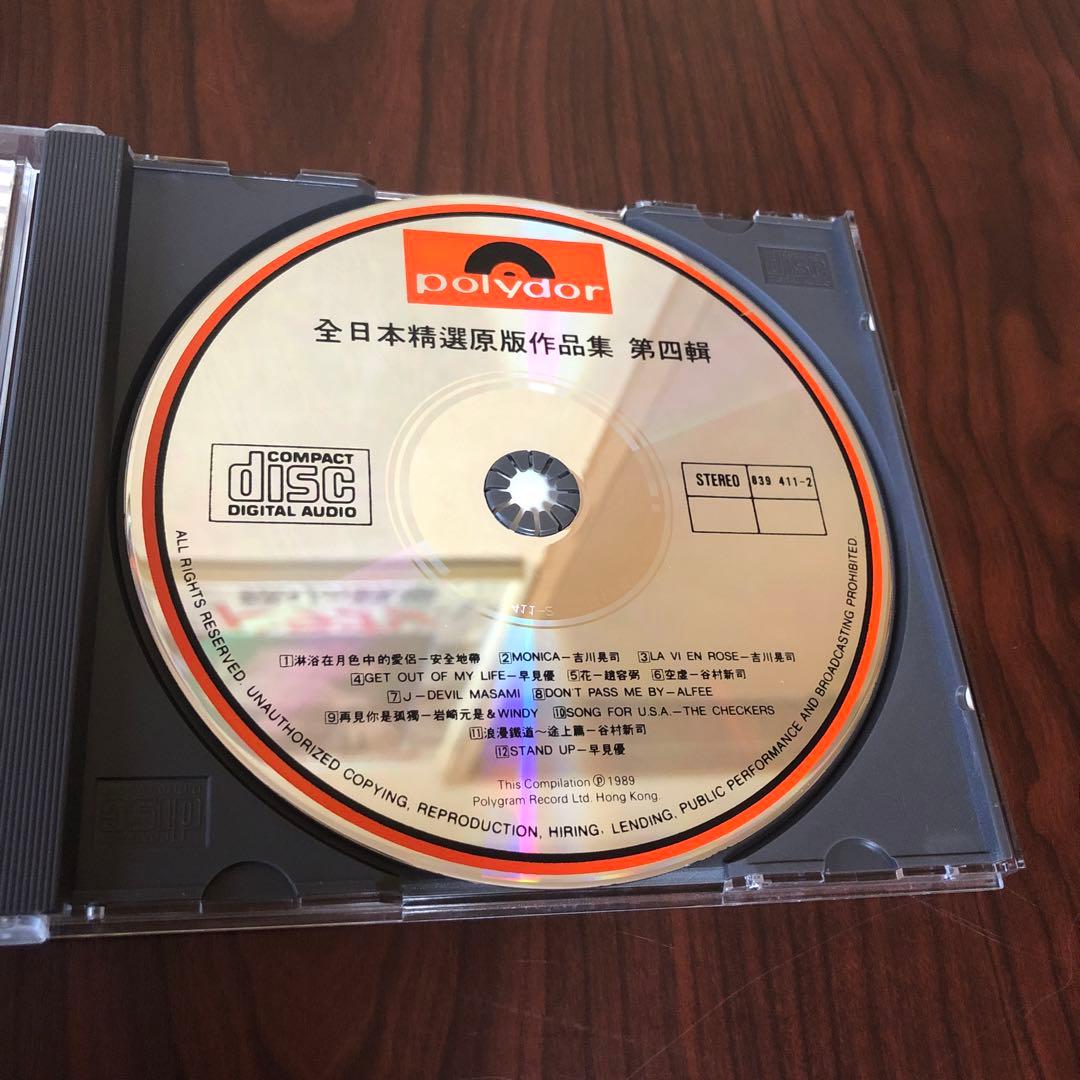 polydor
全日本精選原版作品集 第四輯
COMPACT
disc
DIGITAL AUDIO
STEREO 839 411-2
1淋浴在月色中的愛侶-安全地帶 2MONICA-吉川晃司 3LA VI EN ROSE-吉川晃司
4GET OUT OF MY LIFE-早見優 5花-趙容弼 6空虛-谷村新司
7J-DEVIL MASAMI 8DON'T PASS ME BY-ALFEE
9再見你是孤獨-岩崎元是&WINDY 10SONG FOR U.S.A.-THE CHECKERS
11浪漫鐵道~途上篇-谷村新司
12STAND UP-早見優
This Compilation ℗ 1989
Polygram Record Ltd. Hong Kong.
ALL RIGHTS RESERVED. UNAUTHORIZED COPYING, REPRODUCTION, HIRING, LENDING, PUBLIC PERFORMANCE AND BROADCASTING PROHIBITED
disc